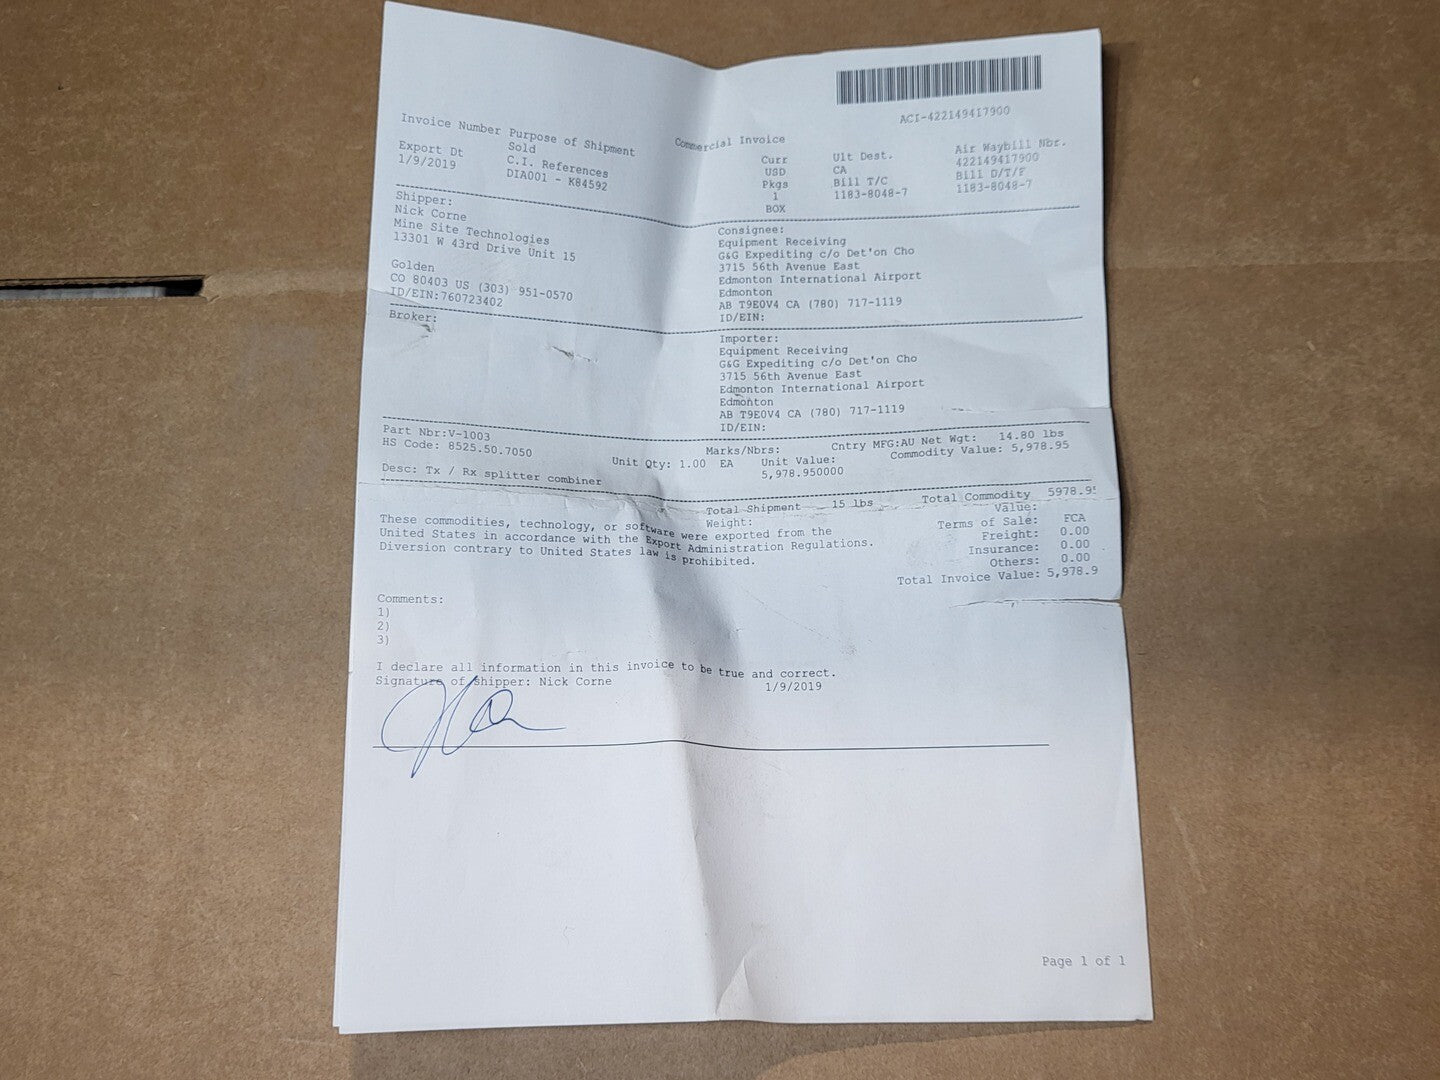 ACI-422149417900
Commercial Invoice
Invoice Number Purpose of Shipment
Sold
Export Dt C.I. References
1/9/2019 DIA001 - K84592
Curr Ult Dest. Air Waybill Nbr.
USD CA 422149417900
Pkgs Bill T/C Bill D/T/F
1 1183-8048-7 1183-8048-7
BOX
Shipper:
Nick Corne
Mine Site Technologies
13301 W 43rd Drive Unit 15
Golden
CO 80403 US (303) 951-0570
ID/EIN:760723402
Consignee:
Equipment Receiving
G&G Expediting c/o Det'on Cho
3715 56th Avenue East
Edmonton International Airport
Edmonton
AB T9E0V4 CA (780) 717-1119
ID/EIN:
Broker:
Importer:
Equipment Receiving
G&G Expediting c/o Det'on Cho
3715 56th Avenue East
Edmonton International Airport
Edmonton
AB T9E0V4 CA (780) 717-1119
ID/EIN:
Part Nbr:V-1003 Marks/Nbrs: Cntry MFG:AU Net Wgt: 14.80 lbs
HS Code: 8525.50.7050 Unit Qty: 1.00 EA Unit Value: Commodity Value: 5,978.95
5,978.950000
Desc: Tx / Rx splitter combiner
Total Shipment 15 lbs Total Commodity 5978.95
Weight: Value:
These commodities, technology, or software were exported from the
United States in accordance with the Export Administration Regulations.
Diversion contrary to United States law is prohibited.
Terms of Sale: FCA
Freight: 0.00
Insurance: 0.00
Others: 0.00
Total Invoice Value: 5,978.9
Comments:
1)
2)
3)
I declare all information in this invoice to be true and correct.
Signature of shipper: Nick Corne 1/9/2019
Page 1 of 1